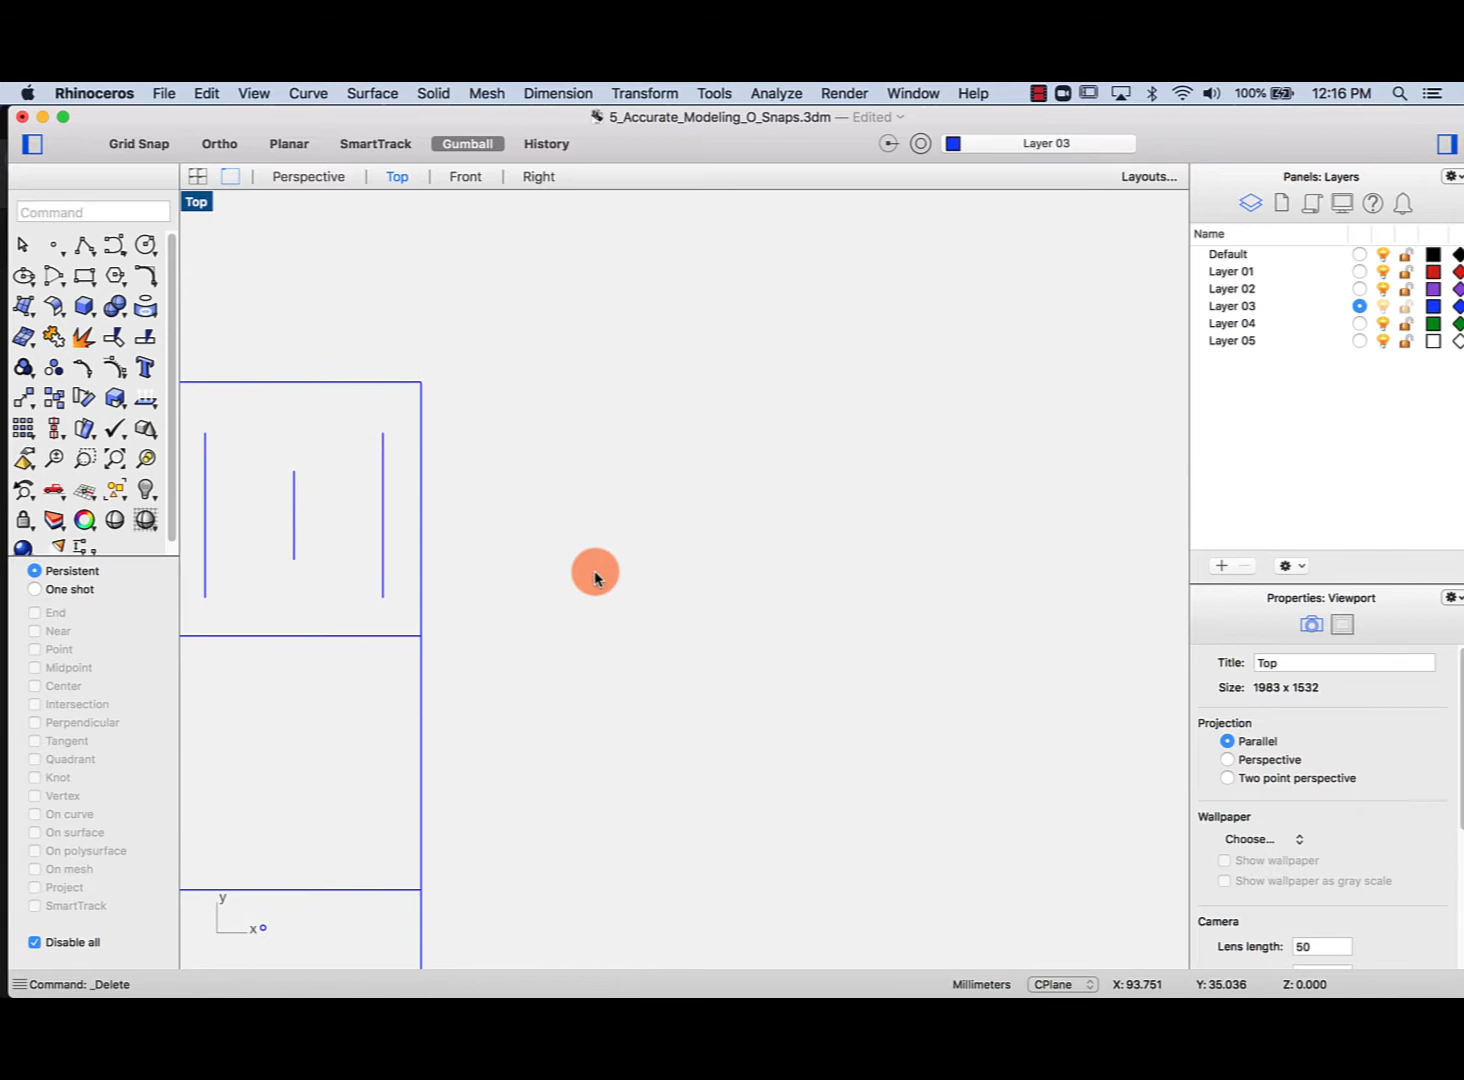 Rhinoceros File Edit View Curve Surface Solid Mesh Dimension Transform Tools Analyze Render Window Help 100% 12:16 PM
5_Accurate_Modeling_O_Snaps.3dm — Edited
Grid Snap Ortho Planar SmartTrack Gumball History Layer 03
Perspective Top Front Right Layouts... Panels: Layers
Top
Command
Name
Default
Layer 01
Layer 02
Layer 03
Layer 04
Layer 05
Persistent
One shot
End
Near
Point
Midpoint
Center
Intersection
Perpendicular
Tangent
Quadrant
Knot
Vertex
On curve
On surface
On polysurface
On mesh
Project
SmartTrack
Disable all
y
x
Properties: Viewport
Title: Top
Size: 1983 x 1532
Projection
Parallel
Perspective
Two point perspective
Wallpaper
Choose...
Show wallpaper
Show wallpaper as gray scale
Camera
Lens length: 50
Command: _Delete Millimeters CPlane X: 93.751 Y: 35.036 Z: 0.000